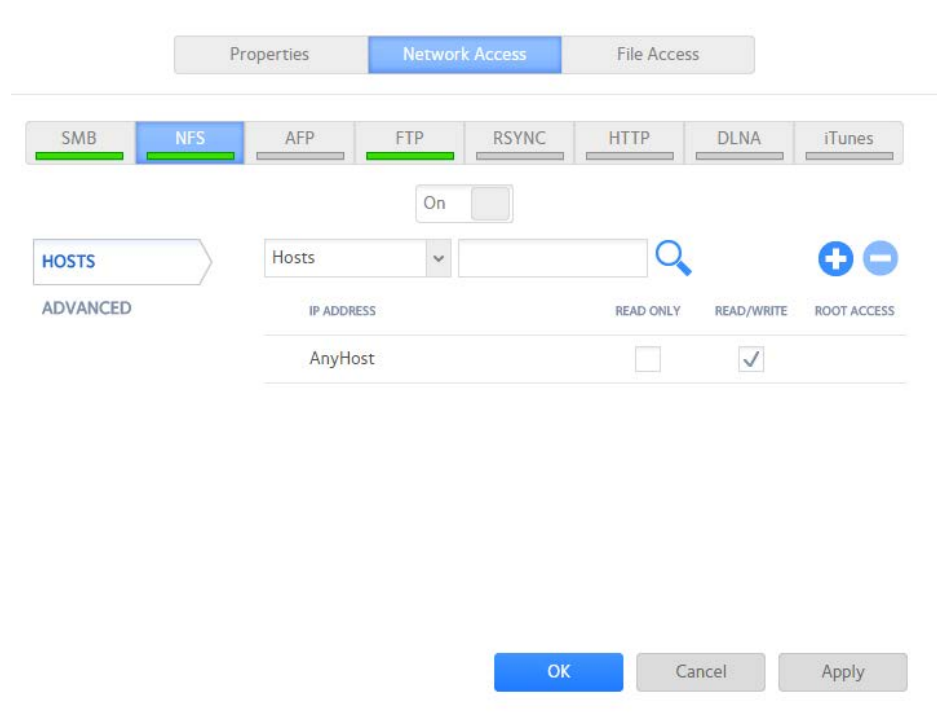 Properties Network Access File Access
SMB NFS AFP FTP RSYNC HTTP DLNA iTunes
On
HOSTS Hosts
ADVANCED IP ADDRESS READ ONLY READ/WRITE ROOT ACCESS
AnyHost
OK Cancel Apply